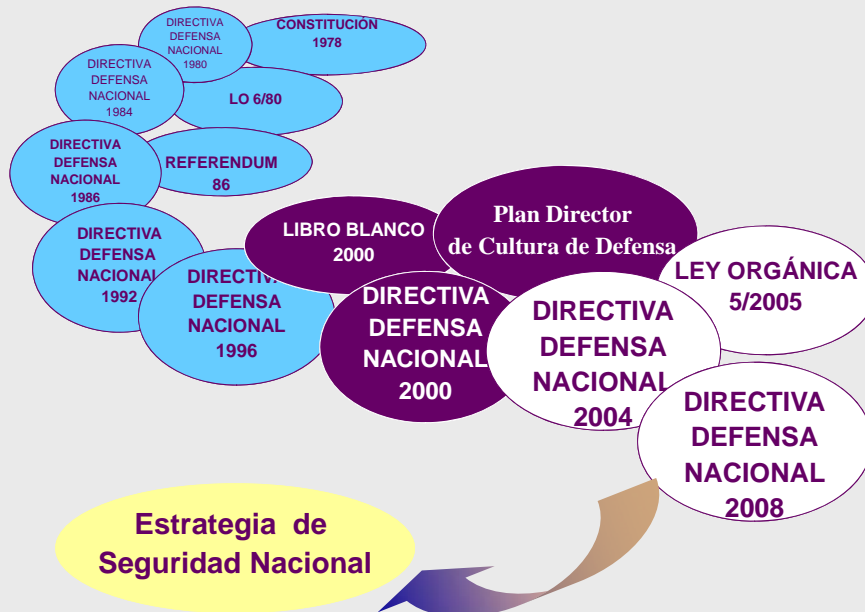 DIRECTIVA
DEFENSA
NACIONAL
1980
CONSTITUCIÓN
1978
DIRECTIVA
DEFENSA
NACIONAL
1984
LO 6/80
DIRECTIVA
DEFENSA
NACIONAL
1986
REFERENDUM
86
DIRECTIVA
DEFENSA
NACIONAL
1992
DIRECTIVA
DEFENSA
NACIONAL
1996
LIBRO BLANCO
2000
Plan Director
de Cultura de Defensa
DIRECTIVA
DEFENSA
NACIONAL
2000
DIRECTIVA
DEFENSA
NACIONAL
2004
LEY ORGÁNICA
5/2005
DIRECTIVA
DEFENSA
NACIONAL
2008
Estrategia de
Seguridad Nacional